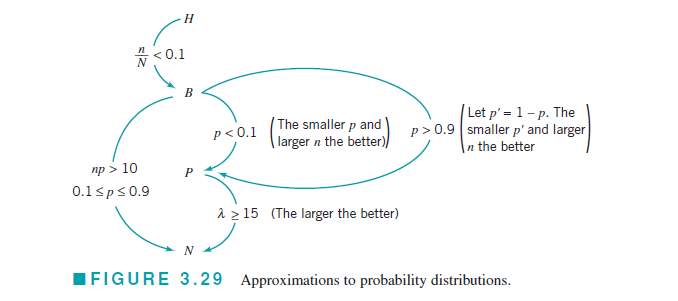 H
n/N < 0.1
B
p < 0.1 (The smaller p and larger n the better)
p > 0.9 (Let p′ = 1 − p. The smaller p′ and larger n the better)
np > 10
0.1 ≤ p ≤ 0.9
P
λ ≥ 15 (The larger the better)
N
■FIGURE 3.29 Approximations to probability distributions.